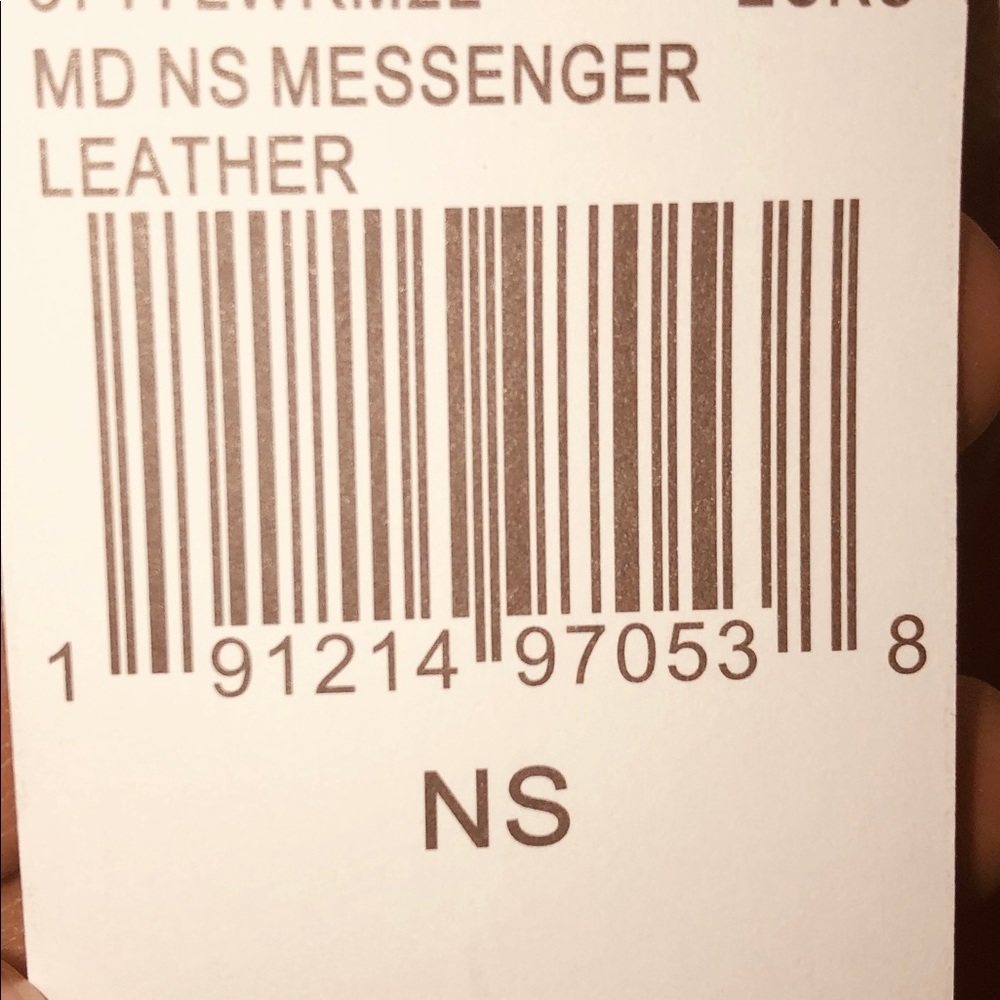 MD NS MESSENGER
LEATHER
1 91214 97053 8
NS